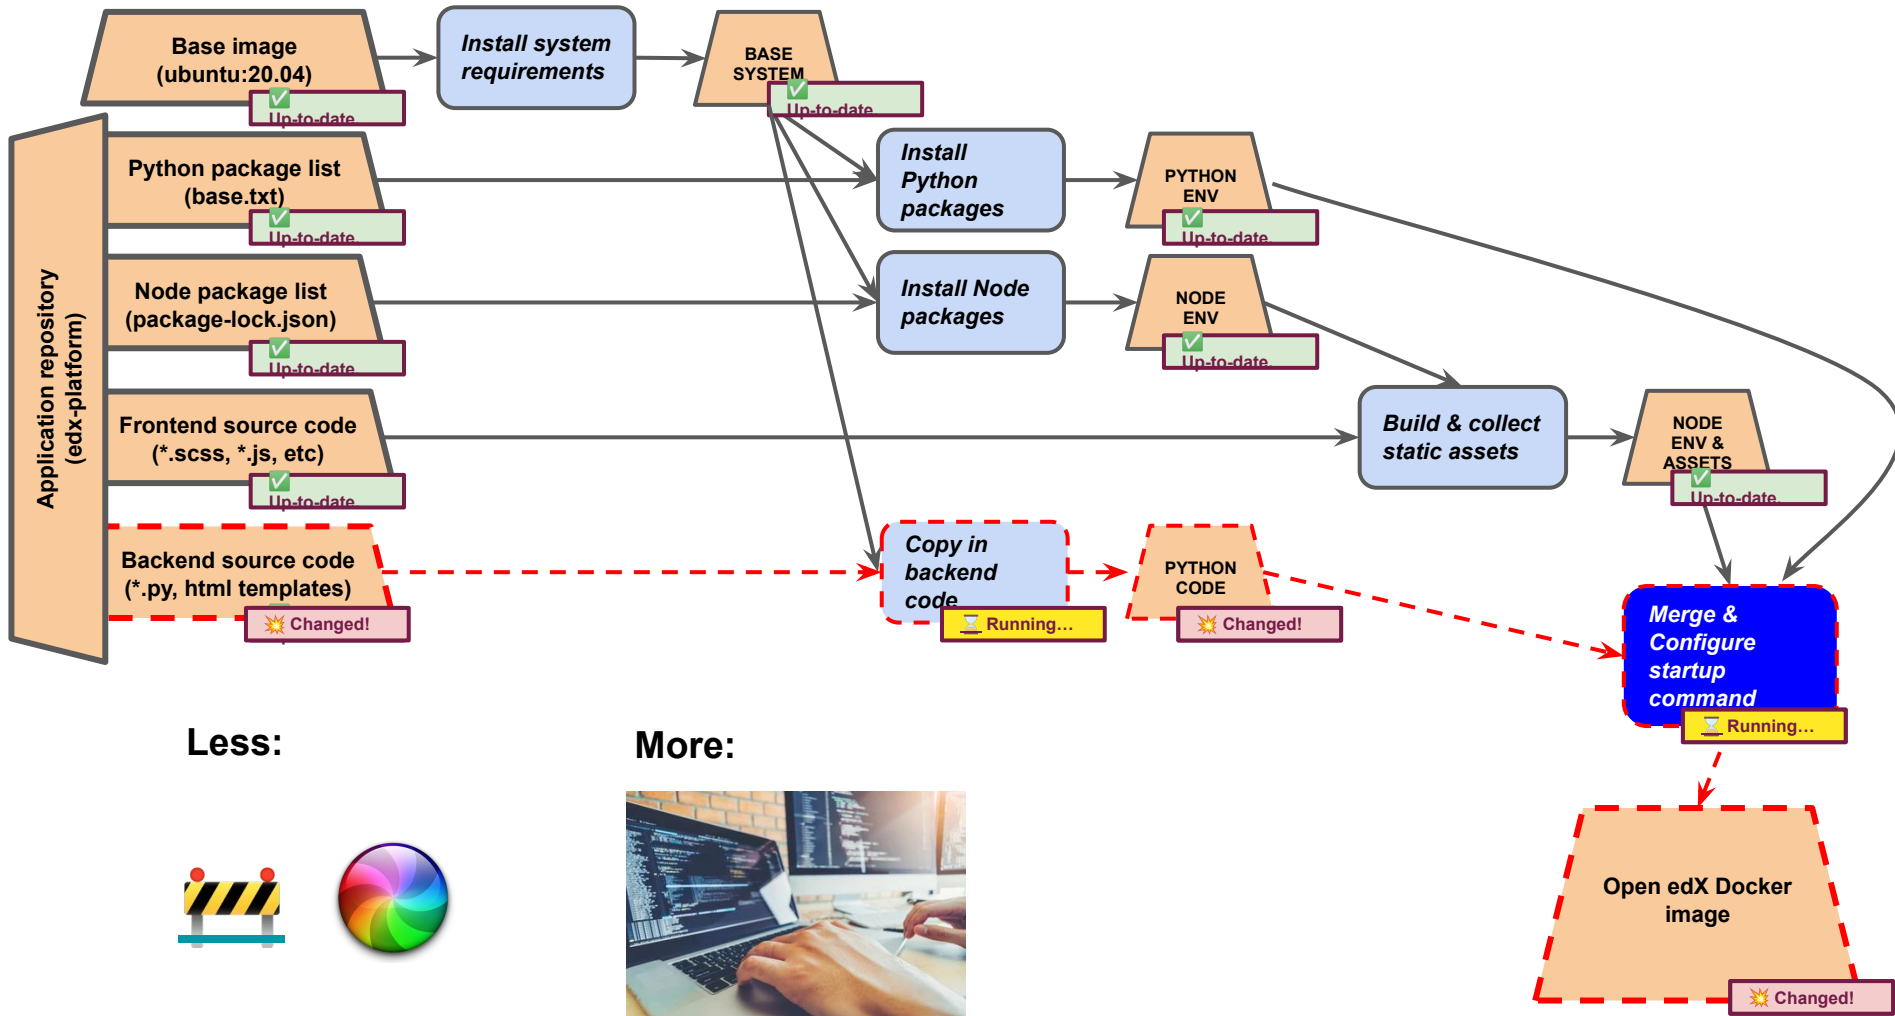 Base image
(ubuntu:20.04)
✅
Up-to-date.
Install system
requirements
BASE
SYSTEM
✅
Up-to-date.
Application repository
(edx-platform)
Python package list
(base.txt)
✅
Up-to-date.
Install
Python
packages
PYTHON
ENV
✅
Up-to-date.
Node package list
(package-lock.json)
✅
Up-to-date.
Install Node
packages
NODE
ENV
✅
Up-to-date.
Frontend source code
(*.scss, *.js, etc)
✅
Up-to-date.
Build & collect
static assets
NODE
ENV &
ASSETS
✅
Up-to-date.
Backend source code
(*.py, html templates)
💥 Changed!
Copy in
backend
code
⏳ Running…
PYTHON
CODE
💥 Changed!
Merge &
Configure
startup
command
⏳ Running…
Less:
More:
Open edX Docker
image
💥 Changed!